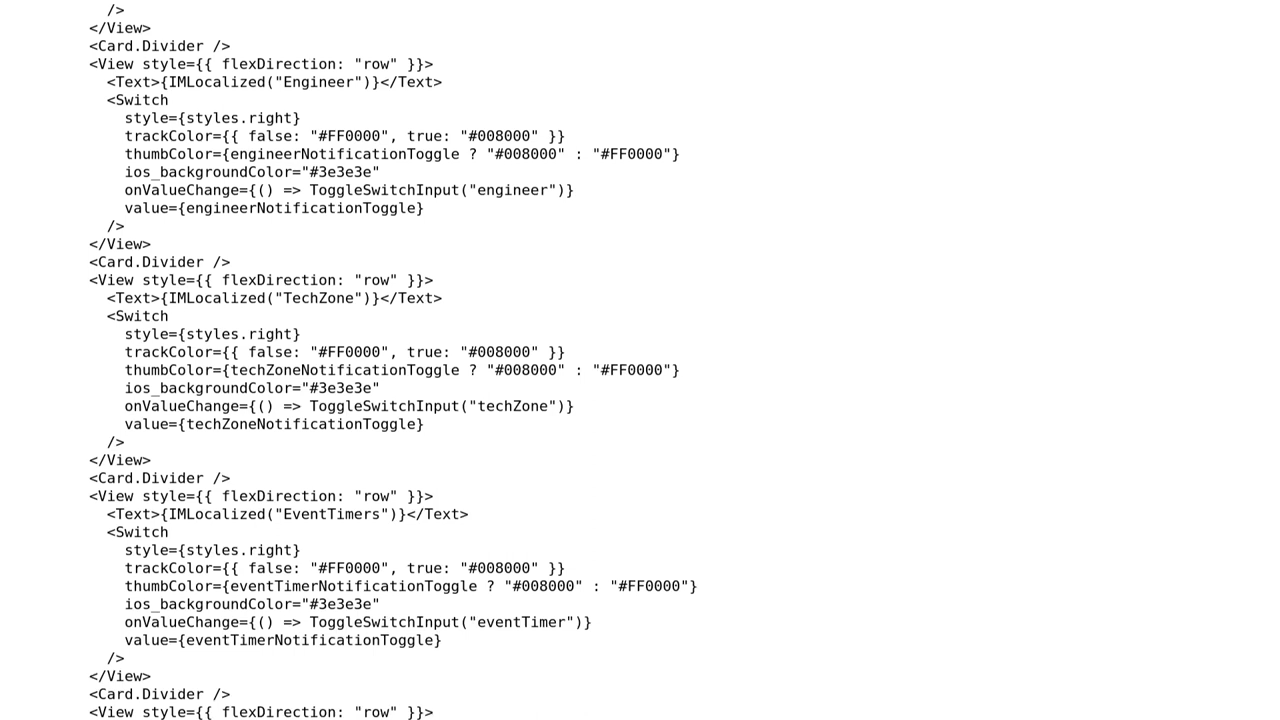 />
</View>
<Card.Divider />
<View style={{ flexDirection: "row" }}>
<Text>{IMLocalized("Engineer")}</Text>
<Switch
style={styles.right}
trackColor={{ false: "#FF0000", true: "#008000" }}
thumbColor={engineerNotificationToggle ? "#008000" : "#FF0000"}
ios_backgroundColor="#3e3e3e"
onValueChange={() => ToggleSwitchInput("engineer")}
value={engineerNotificationToggle}
/>
</View>
<Card.Divider />
<View style={{ flexDirection: "row" }}>
<Text>{IMLocalized("TechZone")}</Text>
<Switch
style={styles.right}
trackColor={{ false: "#FF0000", true: "#008000" }}
thumbColor={techZoneNotificationToggle ? "#008000" : "#FF0000"}
ios_backgroundColor="#3e3e3e"
onValueChange={() => ToggleSwitchInput("techZone")}
value={techZoneNotificationToggle}
/>
</View>
<Card.Divider />
<View style={{ flexDirection: "row" }}>
<Text>{IMLocalized("EventTimers")}</Text>
<Switch
style={styles.right}
trackColor={{ false: "#FF0000", true: "#008000" }}
thumbColor={eventTimerNotificationToggle ? "#008000" : "#FF0000"}
ios_backgroundColor="#3e3e3e"
onValueChange={() => ToggleSwitchInput("eventTimer")}
value={eventTimerNotificationToggle}
/>
</View>
<Card.Divider />
<View style={{ flexDirection: "row" }}>